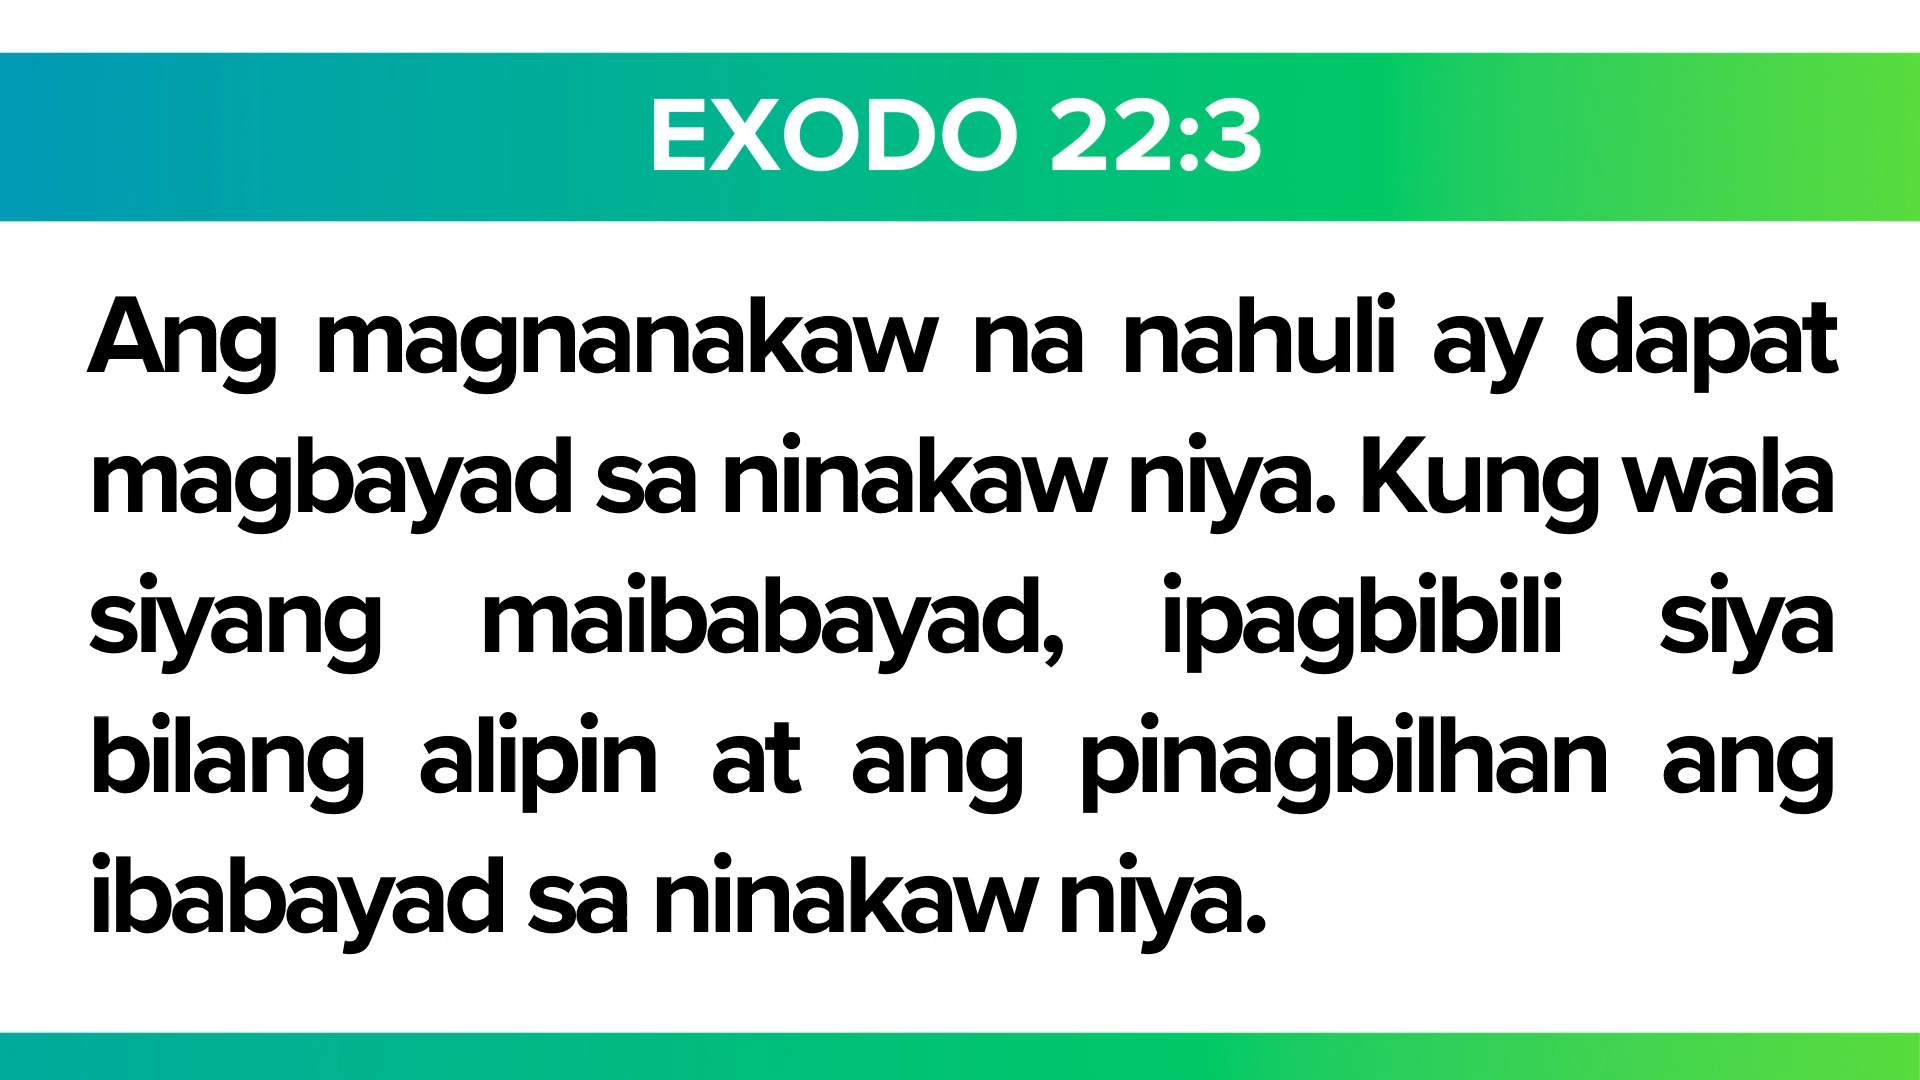 EXODO 22:3
Ang magnanakaw na nahuli ay dapat
magbayad sa ninakaw niya. Kung wala
siyang maibabayad, ipagbibili siya
bilang alipin at ang pinagbilhan ang
ibabayad sa ninakaw niya.